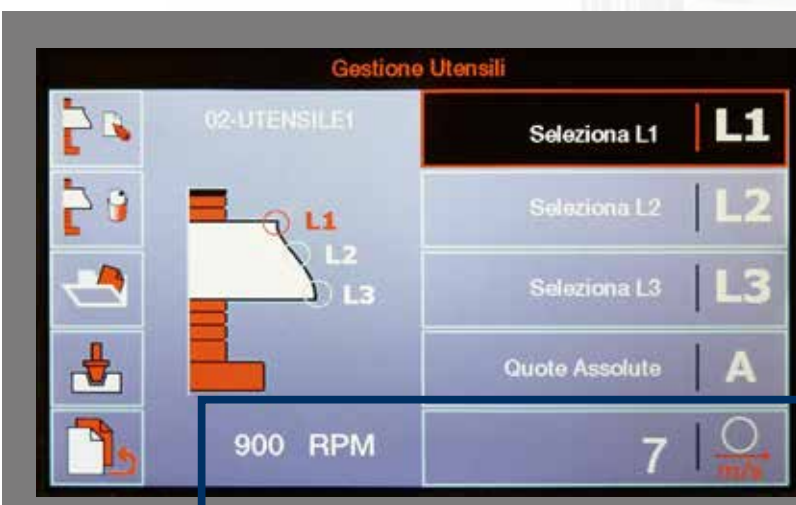 Gestione Utensili
02-UTENSILE1
L1
L2
L3
Seleziona L1 L1
Seleziona L2 L2
Seleziona L3 L3
Quote Assolute A
900 RPM
7 m/s